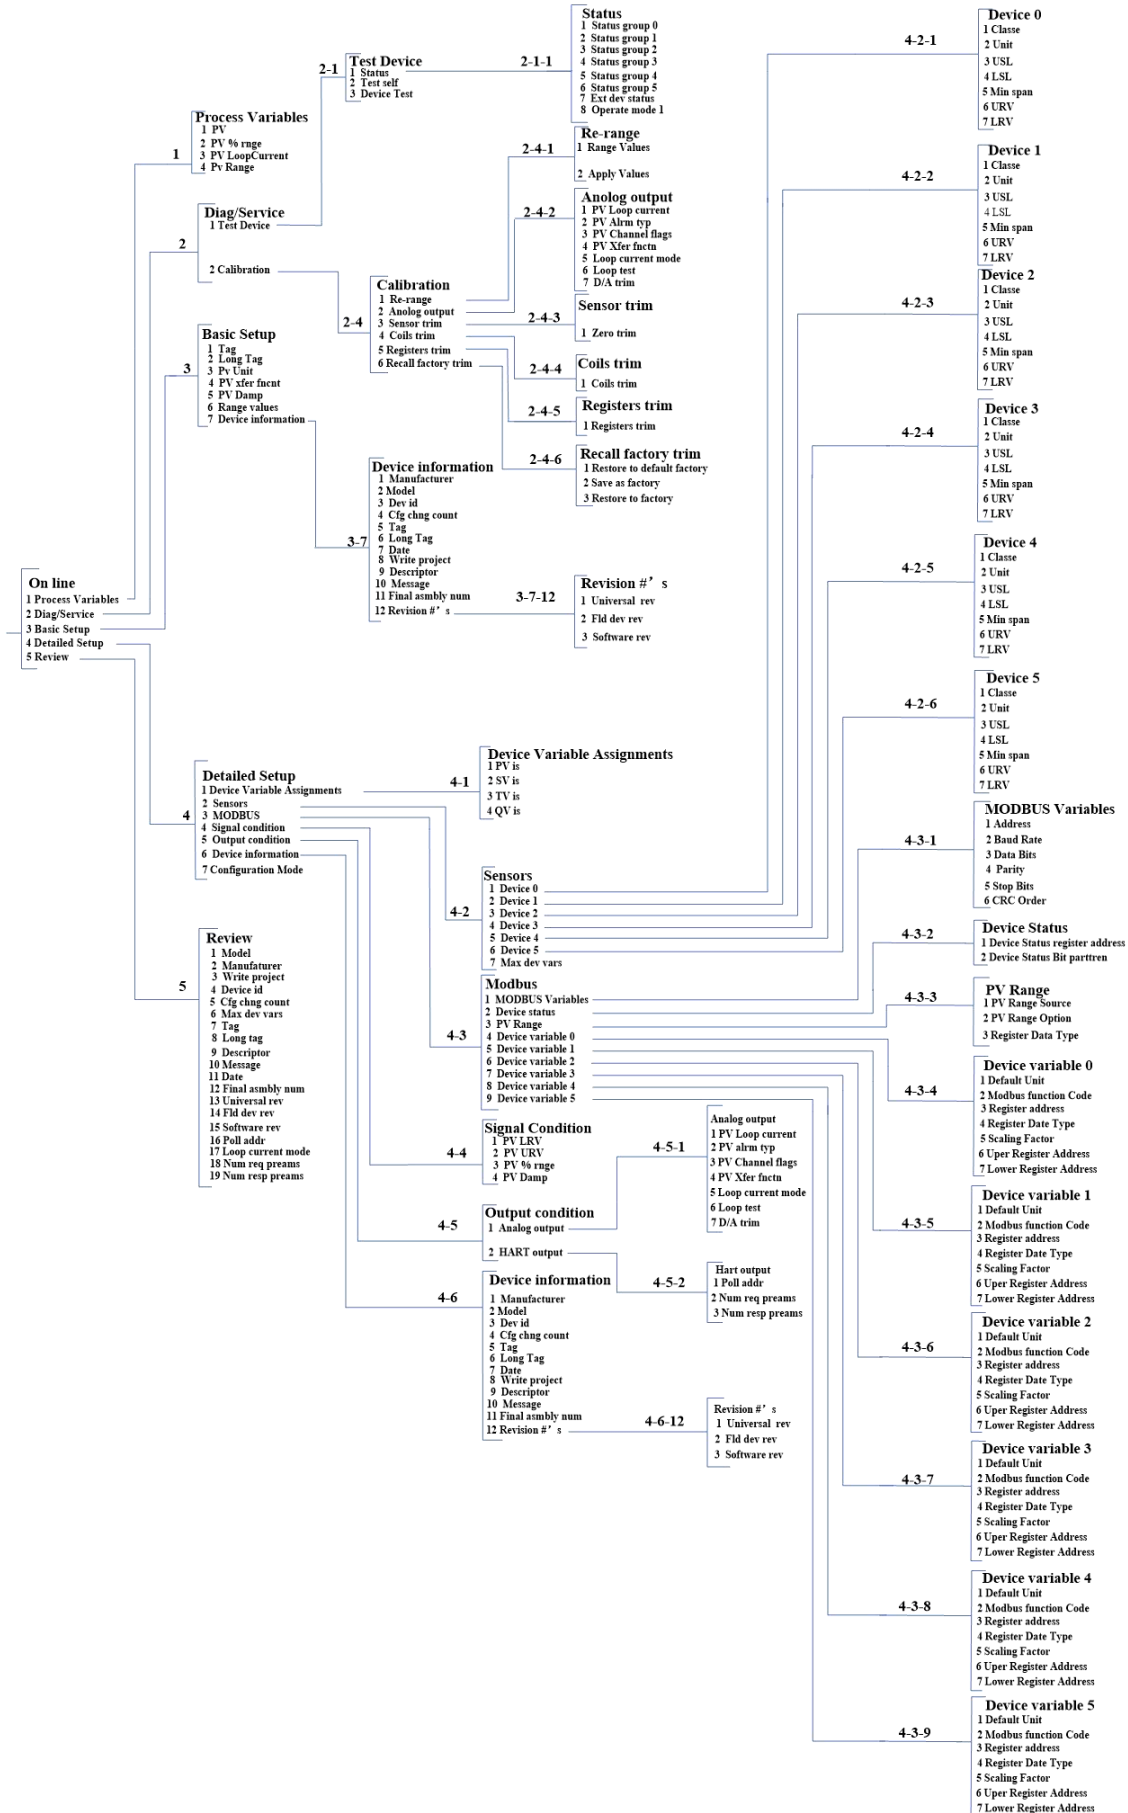 On line
1 Process Variables
2 Diag/Service
3 Basic Setup
4 Detailed Setup
5 Review
1
Process Variables
1 PV
2 PV % rnge
3 PV LoopCurrent
4 Pv Range
2
Diag/Service
1 Test Device
2 Calibration
2-1
Test Device
1 Status
2 Test self
3 Device Test
2-1-1
Status
1 Status group 0
2 Status group 1
3 Status group 2
4 Status group 3
5 Status group 4
6 Status group 5
7 Ext dev status
8 Operate mode 1
2-4
Calibration
1 Re-range
2 Anolog output
3 Sensor trim
4 Coils trim
5 Registers trim
6 Recall factory trim
2-4-1
Re-range
1 Range Values
2 Apply Values
2-4-2
Anolog output
1 PV Loop current
2 PV Alrm typ
3 PV Channel flags
4 PV Xfer fnctn
5 Loop current mode
6 Loop test
7 D/A trim
2-4-3
Sensor trim
1 Zero trim
2-4-4
Coils trim
1 Coils trim
2-4-5
Registers trim
1 Registers trim
2-4-6
Recall factory trim
1 Restore to default factory
2 Save as factory
3 Restore to factory
3
Basic Setup
1 Tag
2 Long Tag
3 Pv Unit
4 PV xfer fncnt
5 PV Damp
6 Range values
7 Device information
3-7
Device information
1 Manufacturer
2 Model
3 Dev id
4 Cfg chng count
5 Tag
6 Long Tag
7 Date
8 Write project
9 Descriptor
10 Message
11 Final asmbly num
12 Revision #’ s
3-7-12
Revision #’ s
1 Universal rev
2 Fld dev rev
3 Software rev
4
Detailed Setup
1 Device Variable Assignments
2 Sensors
3 MODBUS
4 Signal condition
5 Output condition
6 Device information
7 Configuration Mode
4-1
Device Variable Assignments
1 PV is
2 SV is
3 TV is
4 QV is
4-2
Sensors
1 Device 0
2 Device 1
3 Device 2
4 Device 3
5 Device 4
6 Device 5
7 Max dev vars
4-2-1
Device 0
1 Classe
2 Unit
3 USL
4 LSL
5 Min span
6 URV
7 LRV
4-2-2
Device 1
1 Classe
2 Unit
3 USL
4 LSL
5 Min span
6 URV
7 LRV
4-2-3
Device 2
1 Classe
2 Unit
3 USL
4 LSL
5 Min span
6 URV
7 LRV
4-2-4
Device 3
1 Classe
2 Unit
3 USL
4 LSL
5 Min span
6 URV
7 LRV
4-2-5
Device 4
1 Classe
2 Unit
3 USL
4 LSL
5 Min span
6 URV
7 LRV
4-2-6
Device 5
1 Classe
2 Unit
3 USL
4 LSL
5 Min span
6 URV
7 LRV
4-3
Modbus
1 MODBUS Variables
2 Device status
3 PV Range
4 Device variable 0
5 Device variable 1
6 Device variable 2
7 Device variable 3
8 Device variable 4
9 Device variable 5
4-3-1
MODBUS Variables
1 Address
2 Baud Rate
3 Data Bits
4 Parity
5 Stop Bits
6 CRC Order
4-3-2
Device Status
1 Device Status register address
2 Device Status Bit parttren
4-3-3
PV Range
1 PV Range Source
2 PV Range Option
3 Register Data Type
4-3-4
Device variable 0
1 Default Unit
2 Modbus function Code
3 Register address
4 Register Date Type
5 Scaling Factor
6 Uper Register Address
7 Lower Register Address
4-3-5
Device variable 1
1 Default Unit
2 Modbus function Code
3 Register address
4 Register Date Type
5 Scaling Factor
6 Uper Register Address
7 Lower Register Address
4-3-6
Device variable 2
1 Default Unit
2 Modbus function Code
3 Register address
4 Register Date Type
5 Scaling Factor
6 Uper Register Address
7 Lower Register Address
4-3-7
Device variable 3
1 Default Unit
2 Modbus function Code
3 Register address
4 Register Date Type
5 Scaling Factor
6 Uper Register Address
7 Lower Register Address
4-3-8
Device variable 4
1 Default Unit
2 Modbus function Code
3 Register address
4 Register Date Type
5 Scaling Factor
6 Uper Register Address
7 Lower Register Address
4-3-9
Device variable 5
1 Default Unit
2 Modbus function Code
3 Register address
4 Register Date Type
5 Scaling Factor
6 Uper Register Address
7 Lower Register Address
4-4
Signal Condition
1 PV LRV
2 PV URV
3 PV % rnge
4 PV Damp
4-5
Output condition
1 Analog output
2 HART output
4-5-1
Analog output
1 PV Loop current
2 PV alrm typ
3 PV Channel flags
4 PV Xfer fnctn
5 Loop current mode
6 Loop test
7 D/A trim
4-5-2
Hart output
1 Poll addr
2 Num req preams
3 Num resp preams
4-6
Device information
1 Manufacturer
2 Model
3 Dev id
4 Cfg chng count
5 Tag
6 Long Tag
7 Date
8 Write project
9 Descriptor
10 Message
11 Final asmbly num
12 Revision #’ s
4-6-12
Revision #’ s
1 Universal rev
2 Fld dev rev
3 Software rev
5
Review
1 Model
2 Manufaturer
3 Write project
4 Device id
5 Cfg chng count
6 Max dev vars
7 Tag
8 Long tag
9 Descriptor
10 Message
11 Date
12 Final asmbly num
13 Universal rev
14 Fld dev rev
15 Software rev
16 Poll addr
17 Loop current mode
18 Num req preams
19 Num resp preams